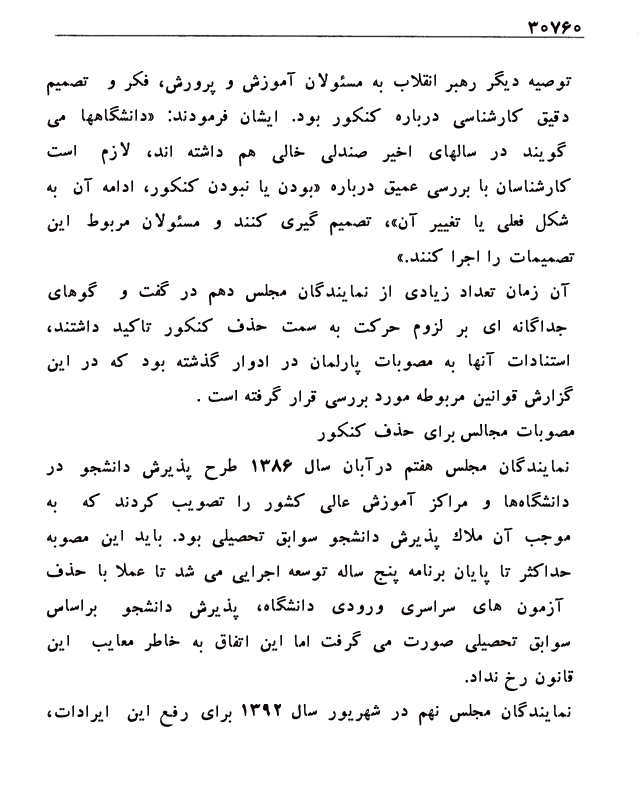 ۳۰۷۶۰
توصیه دیگر رهبر انقلاب به مسئولان آموزش و پرورش، فکر و تصمیم
دقیق کارشناسی درباره کنکور بود. ایشان فرمودند: «دانشگاهها می
گویند در سالهای اخیر صندلی خالی هم داشته اند، لازم است
کارشناسان با بررسی عمیق درباره «بودن یا نبودن کنکور، ادامه آن به
شکل فعلی یا تغییر آن»، تصمیم گیری کنند و مسئولان مربوط این
تصمیمات را اجرا کنند.»
آن زمان تعداد زیادی از نمایندگان مجلس دهم در گفت و گوهای
جداگانه ای بر لزوم حرکت به سمت حذف کنکور تاکید داشتند،
استنادات آنها به مصوبات پارلمان در ادوار گذشته بود که در این
گزارش قوانین مربوطه مورد بررسی قرار گرفته است .
مصوبات مجالس برای حذف کنکور
نمایندگان مجلس هفتم درآبان سال ۱۳۸۶ طرح پذیرش دانشجو در
دانشگاه‌ها و مراکز آموزش عالی کشور را تصویب کردند که به
موجب آن ملاك پذیرش دانشجو سوابق تحصیلی بود. باید این مصوبه
حداکثر تا پایان برنامه پنج ساله توسعه اجرایی می شد تا عملا با حذف
آزمون های سراسری ورودی دانشگاه، پذیرش دانشجو براساس
سوابق تحصیلی صورت می گرفت اما این اتفاق به خاطر معایب این
قانون رخ نداد.
نمایندگان مجلس نهم در شهریور سال ۱۳۹۲ برای رفع این ایرادات،